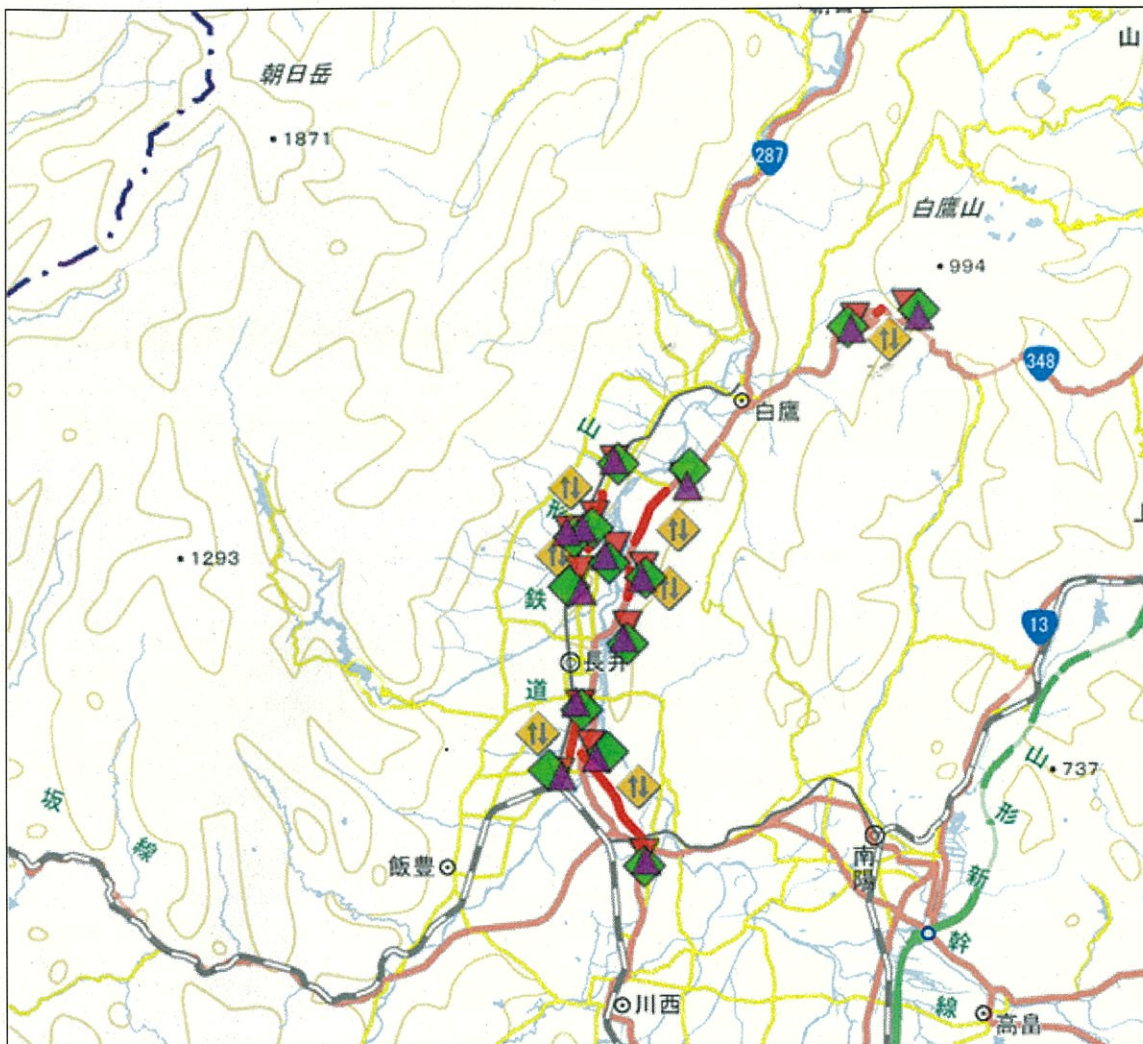 山
朝日岳
1871
287
白鷹山
994
348
白鷹
山
形
鉄
道
1293
長井
13
山
形
新
幹
線
737
坂
線
飯豊
南陽
川西
高畠